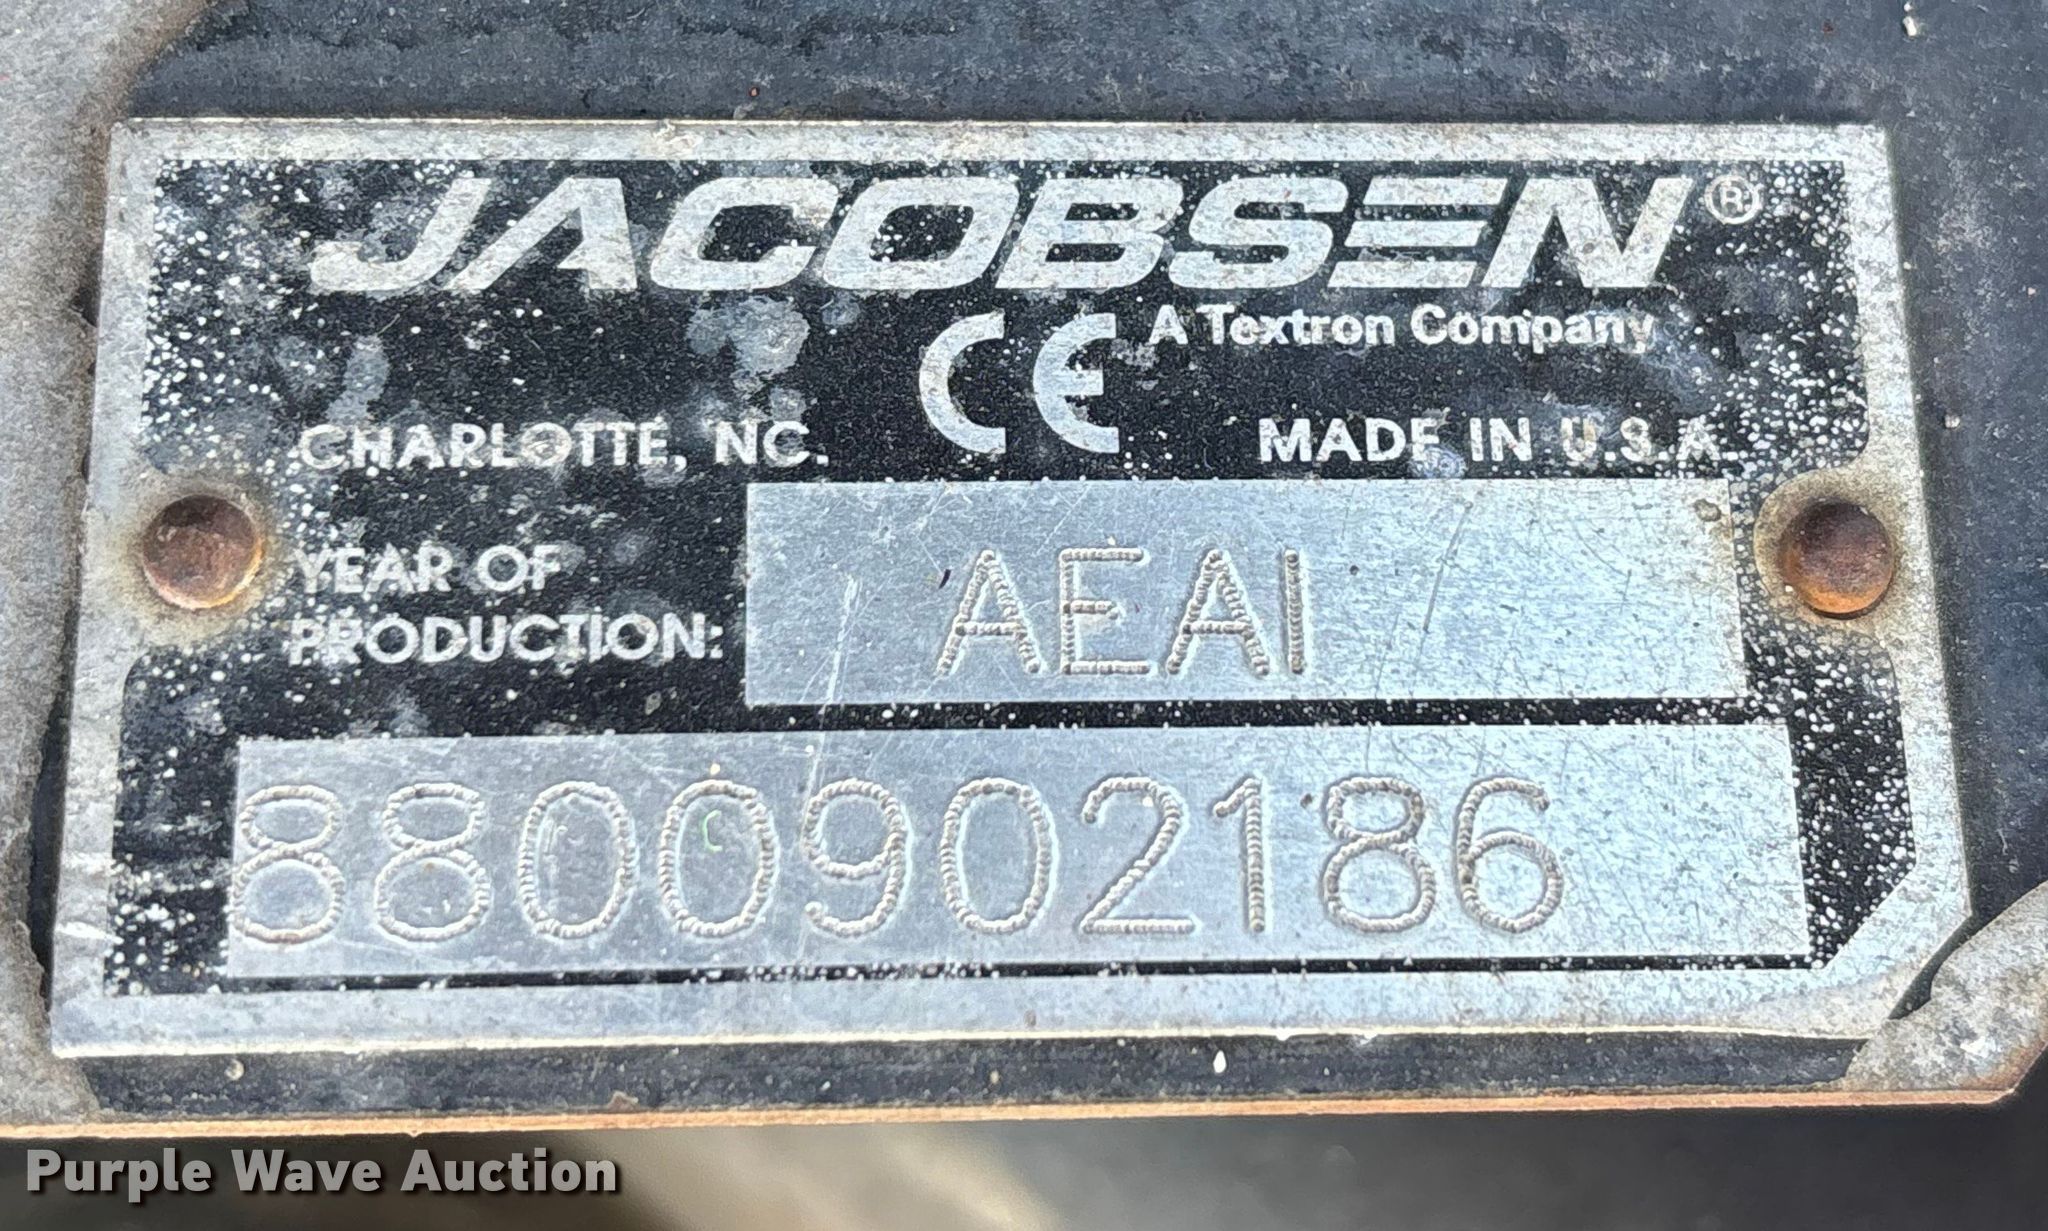 JACOBSEN®
A Textron Company
CE
CHARLOTTE, NC.
MADE IN U.S.A.
YEAR OF
PRODUCTION:
AEAI
8800902186
Purple Wave Auction